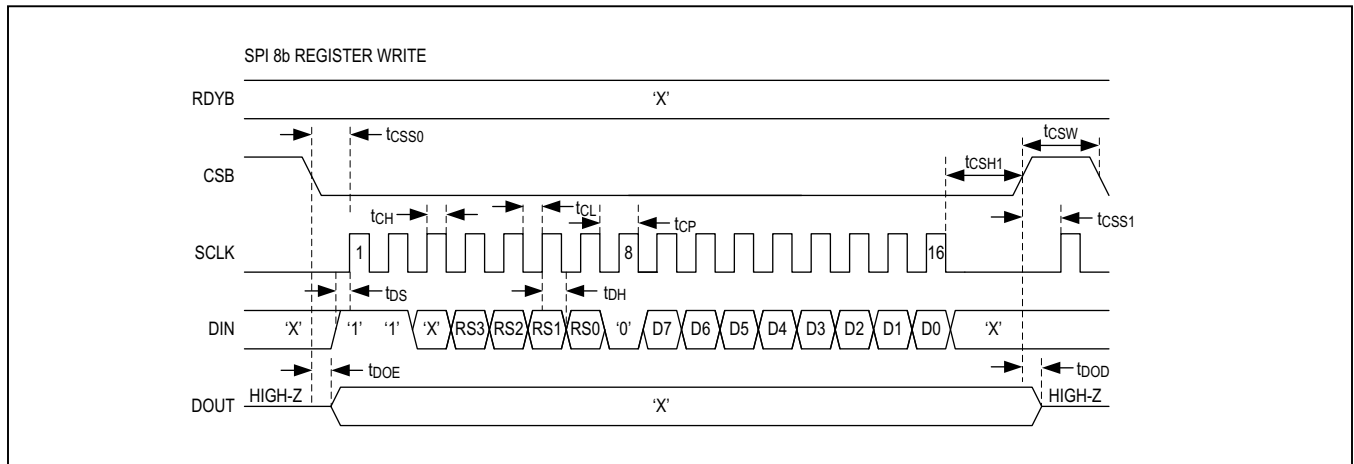 SPI 8b REGISTER WRITE
RDYB 'X'
tCSS0 tCSW
CSB tCSH1
tCH tCL tCP tCSS1
SCLK 1 8 16
tDS tDH
DIN 'X' '1' '1' 'X' RS3 RS2 RS1 RS0 '0' D7 D6 D5 D4 D3 D2 D1 D0 'X'
tDOE tDOD
DOUT HIGH-Z 'X' HIGH-Z